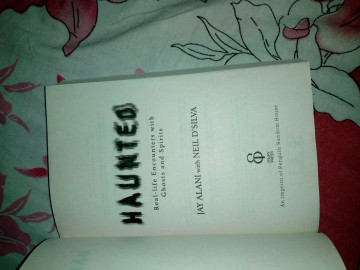 HAUNTED
Real-life Encounters with
Ghosts and Spirits
JAY ALANI with NEIL D'SILVA
An imprint of Penguin Random House